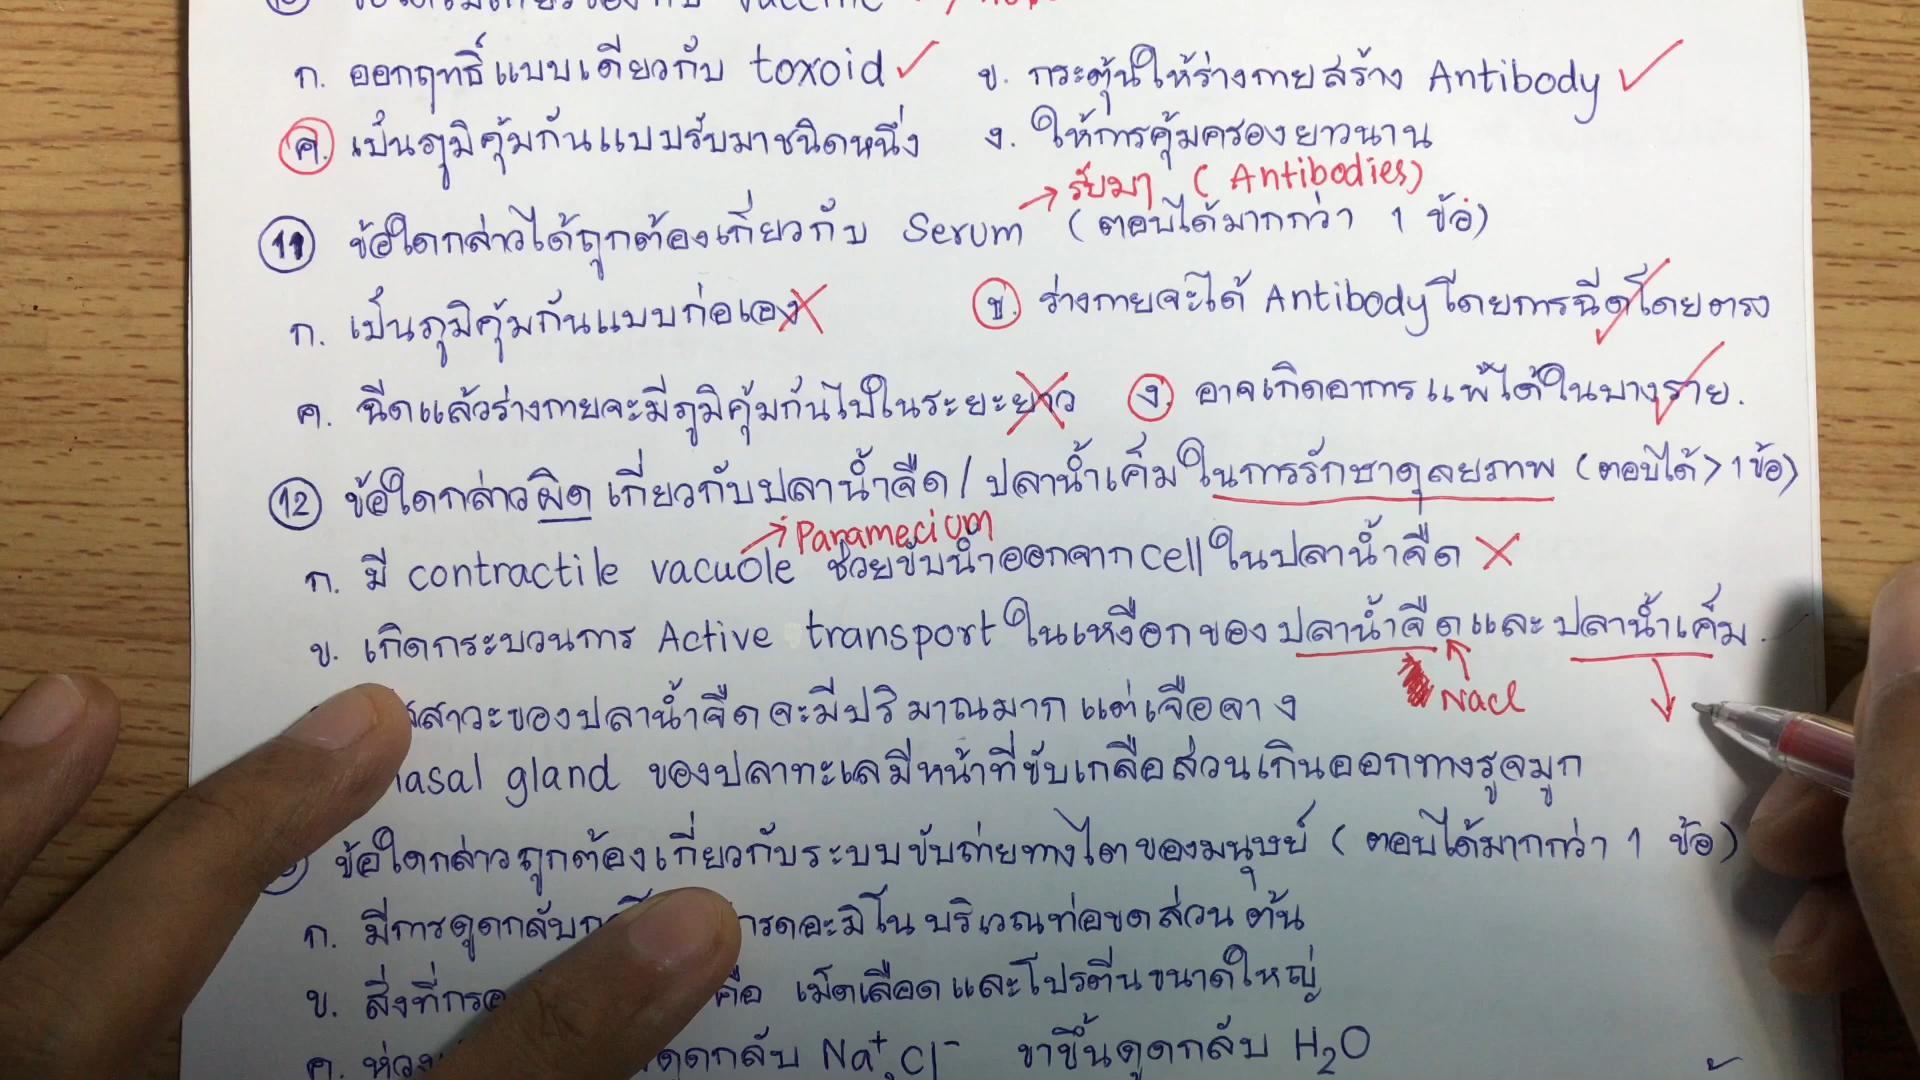 ก. ออกฤทธิ์แบบเดียวกับ toxoid ✓ ข. กระตุ้นให้ร่างกายสร้าง Antibody ✓
ค. เป็นภูมิคุ้มกันแบบรับมาชนิดหนึ่ง ง. ให้การคุ้มครองยาวนาน
→ รับมา (Antibodies)
11 ข้อใดกล่าวได้ถูกต้องเกี่ยวกับ Serum (ตอบได้มากกว่า 1 ข้อ)
ก. เป็นภูมิคุ้มกันแบบก่อเอง ข. ร่างกายจะได้ Antibody โดยการฉีดโดยตรง
ค. ฉีดแล้วร่างกายจะมีภูมิคุ้มกันไปในระยะยาว ง. อาจเกิดอาการแพ้ได้ในบางราย.
12 ข้อใดกล่าวผิดเกี่ยวกับปลาน้ำจืด/ปลาน้ำเค็มในการรักษาดุลยภาพ (ตอบได้ > 1 ข้อ)
→ Paramecium
ก. มี contractile vacuole ช่วยขับน้ำออกจาก cell ในปลาน้ำจืด ✗
ข. เกิดกระบวนการ Active transport ในเหงือกของปลาน้ำจืดและปลาน้ำเค็ม
NaCl
สสาวะของปลาน้ำจืดจะมีปริมาณมากแต่เจือจาง
nasal gland ของปลาทะเลมีหน้าที่ขับเกลือส่วนเกินออกทางรูจมูก
ข้อใดกล่าวถูกต้องเกี่ยวกับระบบขับถ่ายทางไตของมนุษย์ (ตอบได้มากกว่า 1 ข้อ)
ก. มีการดูดกลับ รดอะมิโนบริเวณท่อขดส่วนต้น
ข. สิ่งที่กรอ คือ เม็ดเลือดและโปรตีนขนาดใหญ่
ค. ห่วง ดูดกลับ Na⁺,Cl⁻ ขาขึ้นดูดกลับ H₂O